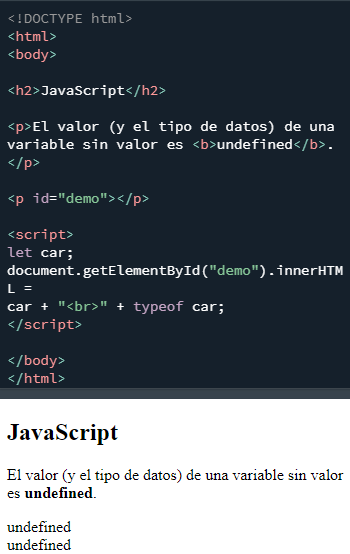 <!DOCTYPE html>
<html>
<body>
<h2>JavaScript</h2>
<p>El valor (y el tipo de datos) de una
variable sin valor es <b>undefined</b>.
</p>
<p id="demo"></p>
<script>
let car;
document.getElementById("demo").innerHTM
L =
car + "<br>" + typeof car;
</script>
</body>
</html>
JavaScript
El valor (y el tipo de datos) de una variable sin valor
es undefined.
undefined
undefined